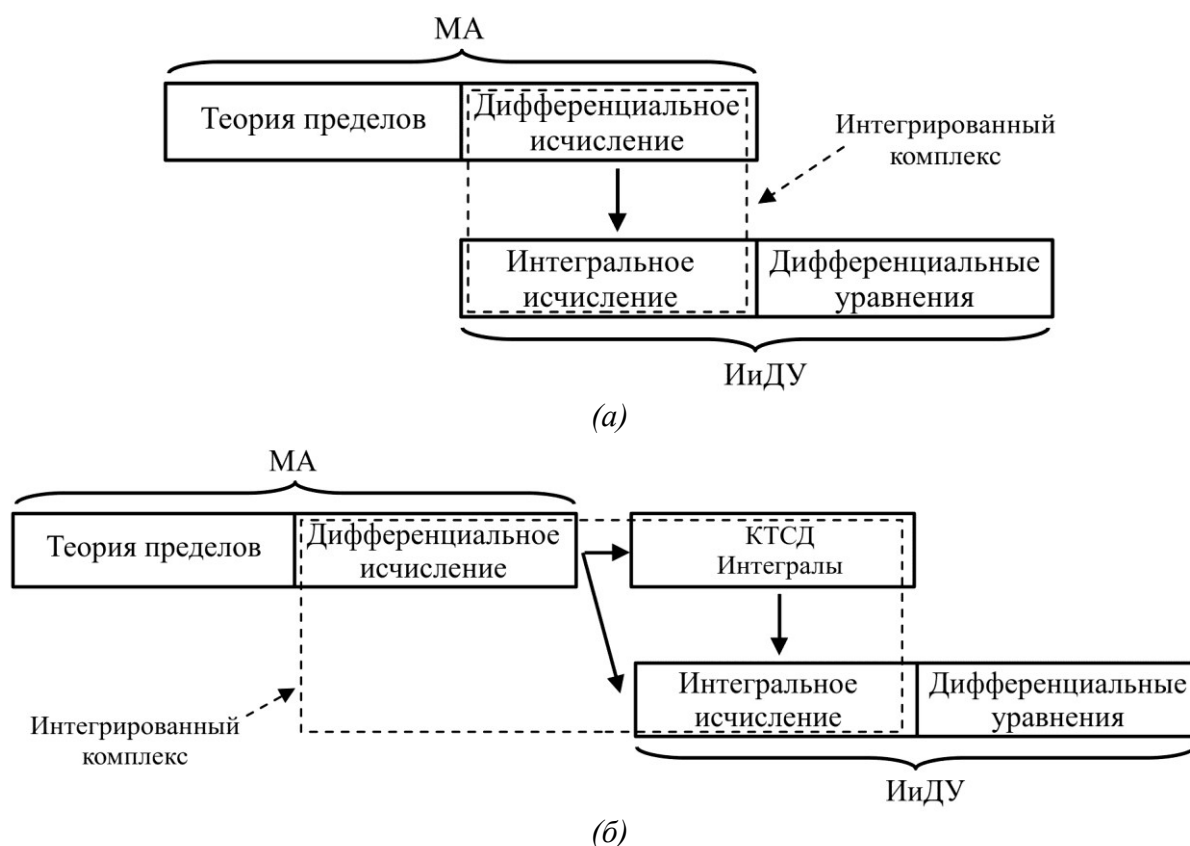 МА
Теория пределов
Дифференциальное
исчисление
Интегрированный
комплекс
Интегральное
исчисление
Дифференциальные
уравнения
ИиДУ
(а)
МА
Теория пределов
Дифференциальное
исчисление
КТСД
Интегралы
Интегральное
исчисление
Дифференциальные
уравнения
Интегрированный
комплекс
ИиДУ
(б)